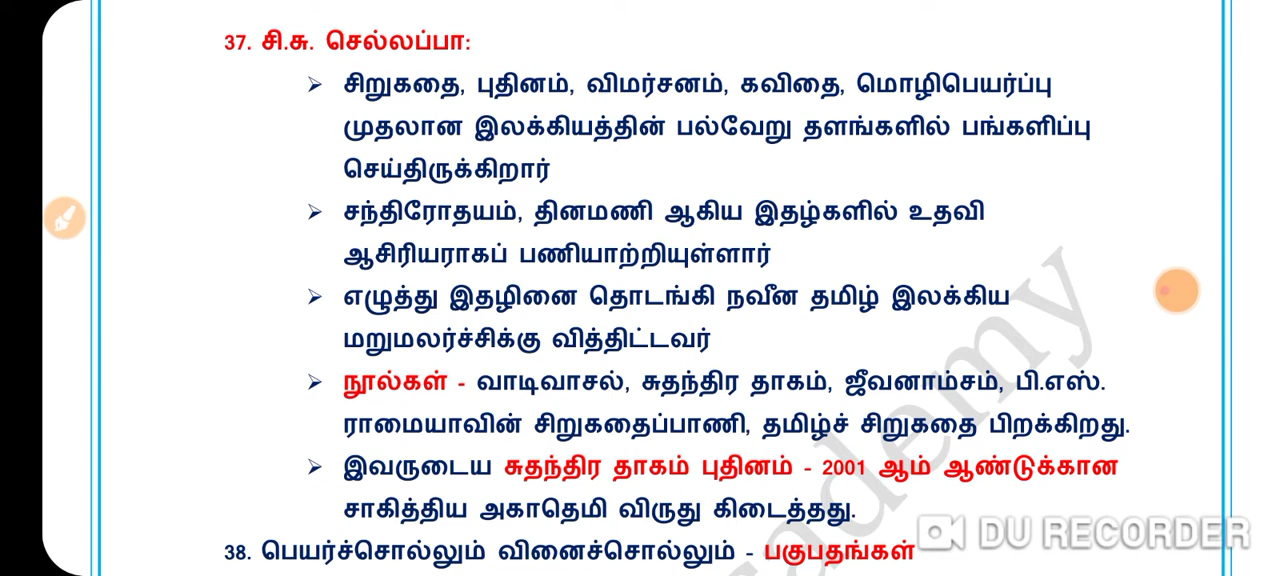 37. சி.சு. செல்லப்பா:
➢ சிறுகதை, புதினம், விமர்சனம், கவிதை, மொழிபெயர்ப்பு
முதலான இலக்கியத்தின் பல்வேறு தளங்களில் பங்களிப்பு
செய்திருக்கிறார்
➢ சந்திரோதயம், தினமணி ஆகிய இதழ்களில் உதவி
ஆசிரியராகப் பணியாற்றியுள்ளார்
➢ எழுத்து இதழினை தொடங்கி நவீன தமிழ் இலக்கிய
மறுமலர்ச்சிக்கு வித்திட்டவர்
➢ நூல்கள் - வாடிவாசல், சுதந்திர தாகம், ஜீவனாம்சம், பி.எஸ்.
ராமையாவின் சிறுகதைப்பாணி, தமிழ்ச் சிறுகதை பிறக்கிறது.
➢ இவருடைய சுதந்திர தாகம் புதினம் - 2001 ஆம் ஆண்டுக்கான
சாகித்திய அகாதெமி விருது கிடைத்தது.
38. பெயர்ச்சொல்லும் வினைச்சொல்லும் - பகுபதங்கள்
DU RECORDER